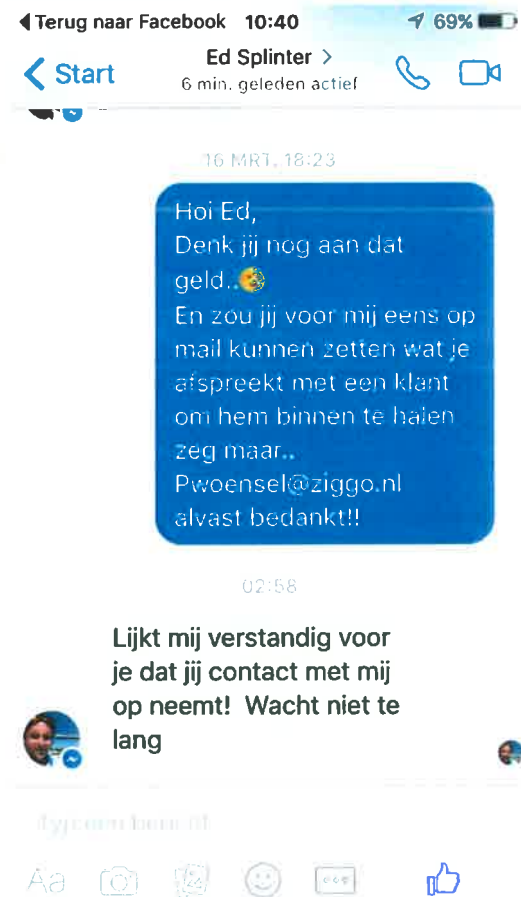 Terug naar Facebook 10:40 69%
Start
Ed Splinter >
6 min. geleden actief
16 MRT, 18:23
Hoi Ed,
Denk jij nog aan dat
geld..
En zou jij voor mij eens op
mail kunnen zetten wat je
afspreekt met een klant
om hem binnen te halen
zeg maar..
Pwoensel@ziggo.nl
alvast bedankt!!
02:58
Lijkt mij verstandig voor
je dat jij contact met mij
op neemt! Wacht niet te
lang
Typ een bericht
Aa